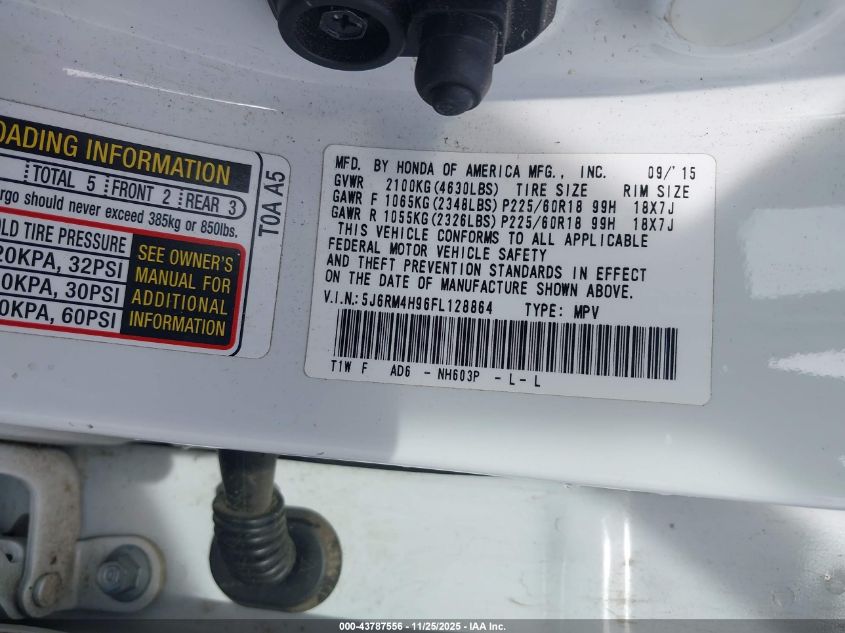 OADING INFORMATION
TOTAL 5 FRONT 2 REAR 3
rgo should never exceed 385kg or 850lbs.
LD TIRE PRESSURE
20KPA, 32PSI
0KPA, 30PSI
0KPA, 60PSI
SEE OWNER'S
MANUAL FOR
ADDITIONAL
INFORMATION
T0A A5
MFD. BY HONDA OF AMERICA MFG., INC. 09/'15
GVWR 2100KG(4630LBS) TIRE SIZE RIM SIZE
GAWR F 1065KG(2348LBS) P225/60R18 99H 18X7J
GAWR R 1055KG(2326LBS) P225/60R18 99H 18X7J
THIS VEHICLE CONFORMS TO ALL APPLICABLE
FEDERAL MOTOR VEHICLE SAFETY
AND THEFT PREVENTION STANDARDS IN EFFECT
ON THE DATE OF MANUFACTURE SHOWN ABOVE.
V.I.N.:5J6RM4H96FL128864 TYPE: MPV
T1W F AD6 - NH603P - L - L
000-43787556 - 11/25/2025 - IAA Inc.